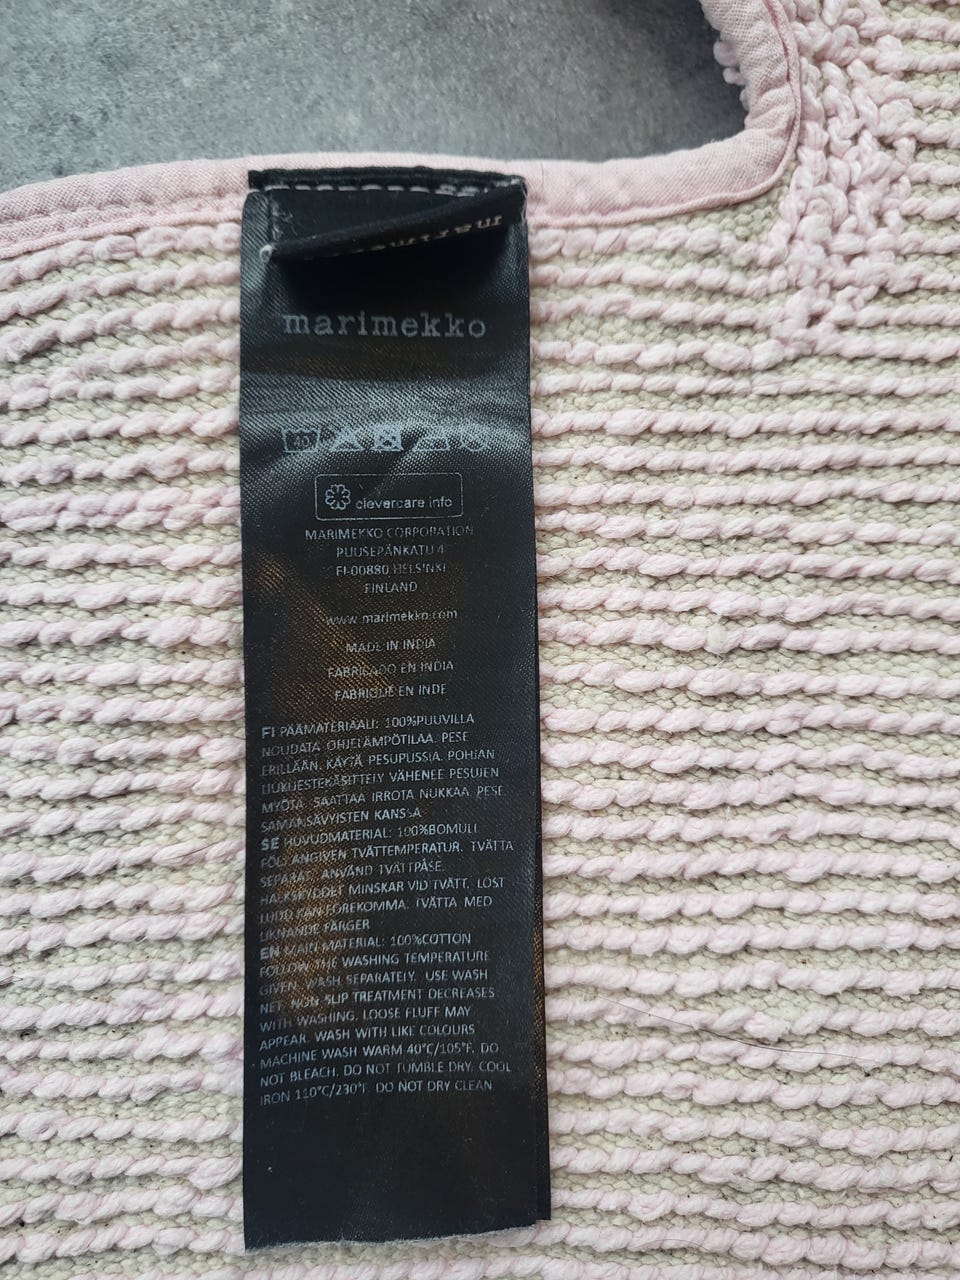 marimekko
marimekko
40
clevercare.info
MARIMEKKO CORPORATION
PUUSEPÄNKATU 4
FI-00880 HELSINKI
FINLAND
www.marimekko.com
MADE IN INDIA
FABRICADO EN INDIA
FABRIQUE EN INDE
FI PÄÄMATERIAALI: 100%PUUVILLA
NOUDATA OHJELÄMPÖTILAA. PESE
ERILLÄÄN. KÄYTÄ PESUPUSSIA. POHJAN
LIUKUESTEKÄSITTELY VÄHENEE PESUJEN
MYÖTÄ. SAATTAA IRROTA NUKKAA. PESE
SAMANSÄVYISTEN KANSSA
SE HUVUDMATERIAL: 100%BOMULL
FÖLJ ANGIVEN TVÄTTEMPERATUR. TVÄTTA
SEPARAT. ANVÄND TVÄTTPÅSE.
HALKSKYDDET MINSKAR VID TVÄTT. LÖST
LUDD KAN FÖREKOMMA. TVÄTTA MED
LIKNANDE FÄRGER
EN MAIN MATERIAL: 100%COTTON
FOLLOW THE WASHING TEMPERATURE
GIVEN. WASH SEPARATELY. USE WASH
NET. NON SLIP TREATMENT DECREASES
WITH WASHING. LOOSE FLUFF MAY
APPEAR. WASH WITH LIKE COLOURS
MACHINE WASH WARM 40°C/105°F. DO
NOT BLEACH. DO NOT TUMBLE DRY. COOL
IRON 110°C/230°F DO NOT DRY CLEAN